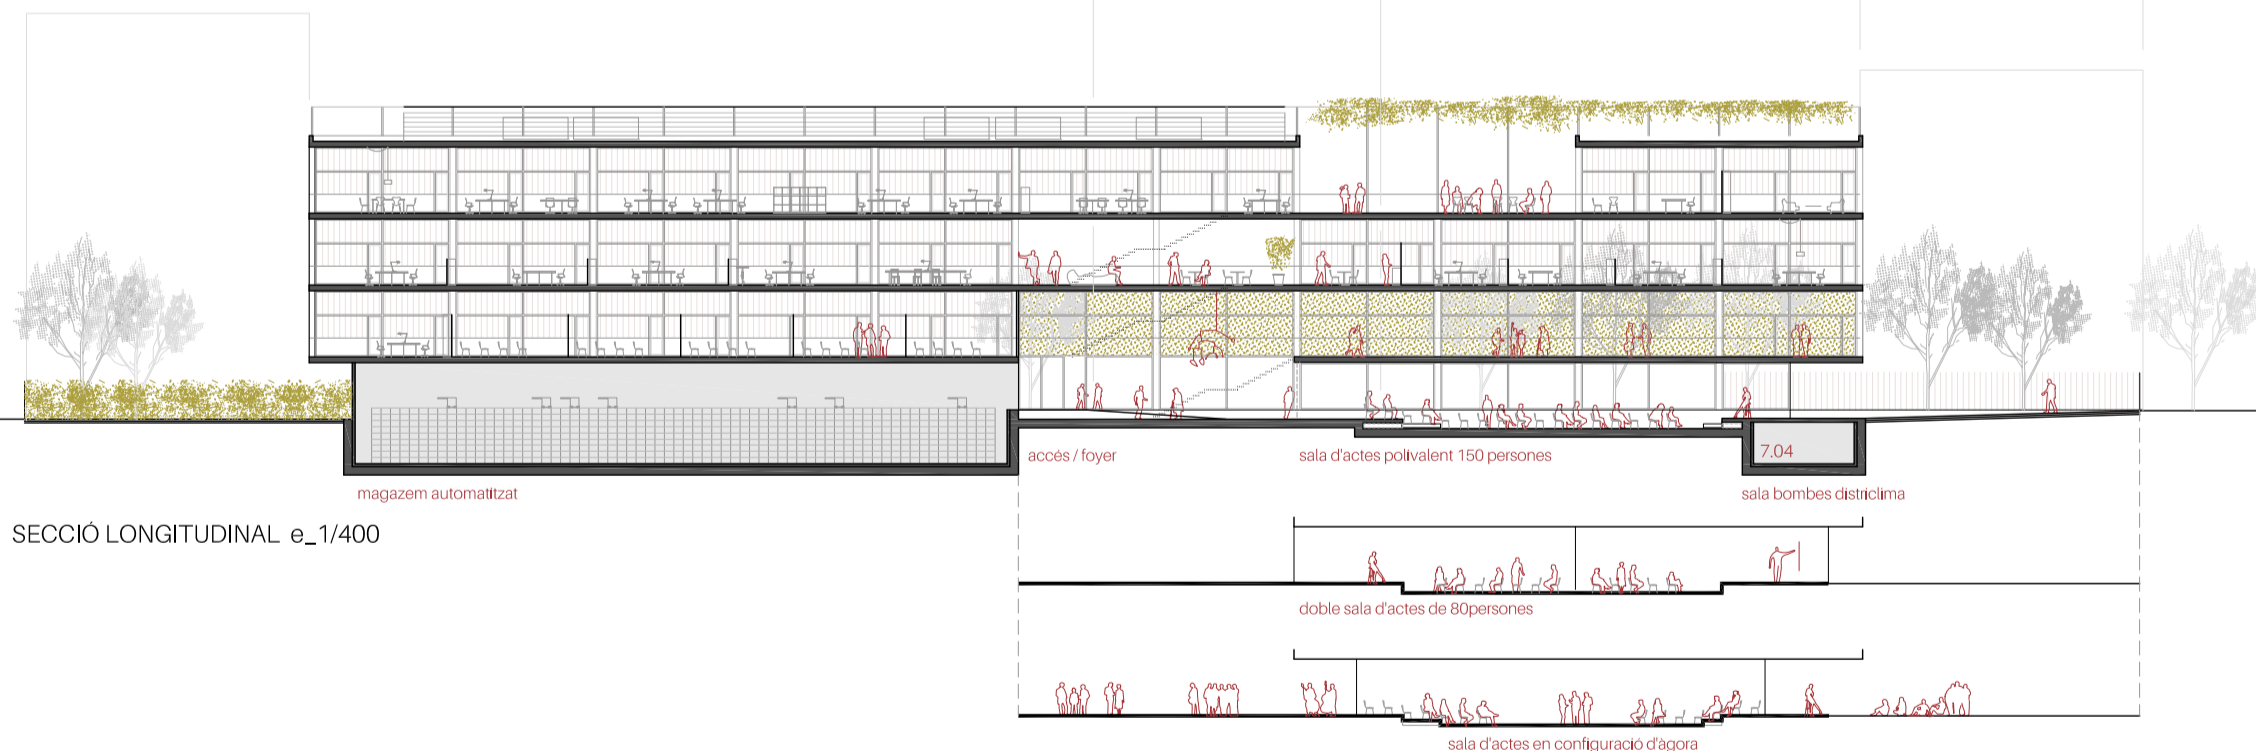 accés / foyer
sala d'actes polivalent 150 persones
7.04
magazem automatitzat
sala bombes districlima
SECCIÓ LONGITUDINAL e_1/400
doble sala d'actes de 80persones
sala d'actes en configuració d'àgora